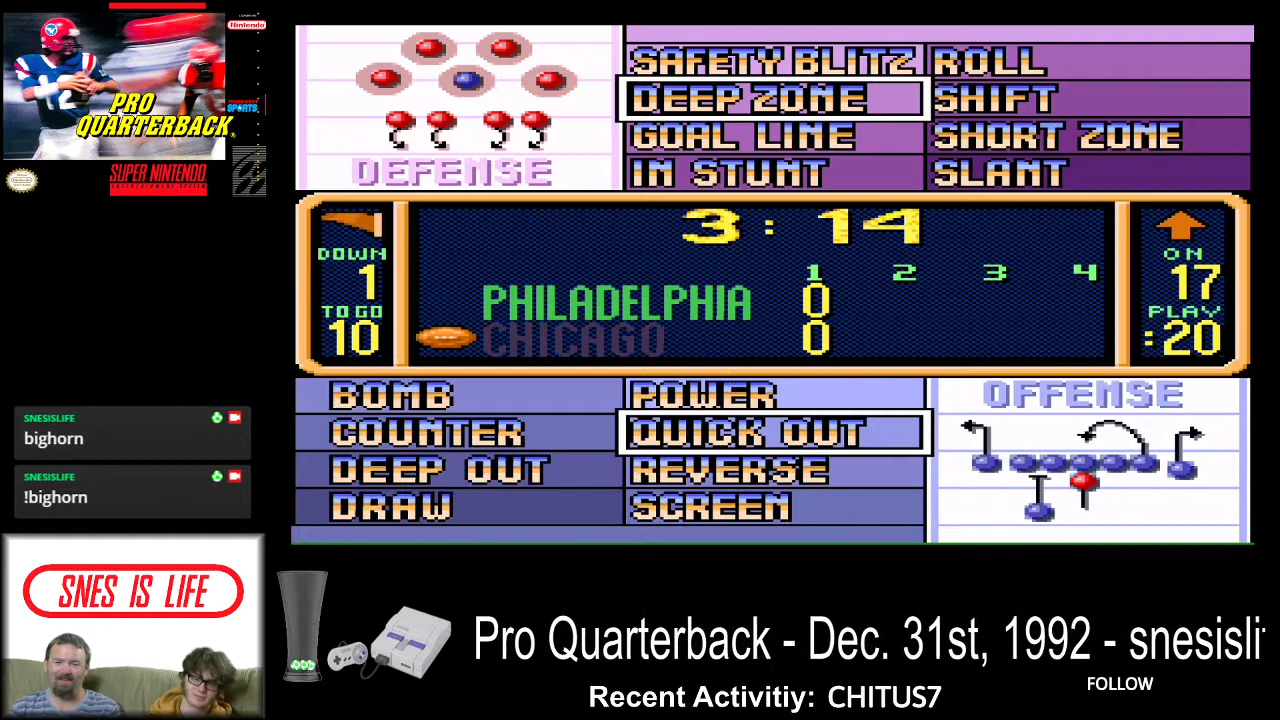 Nintendo
12
PRO
QUARTERBACK
TRADEWEST
SPORTS
SUPER NINTENDO
ENTERTAINMENT SYSTEM
SAFETY BLITZ ROLL
DEEP ZONE SHIFT
GOAL LINE SHORT ZONE
IN STUNT SLANT
DEFENSE
3:14
DOWN
1
TO GO
10
1 2 3 4
PHILADELPHIA 0
CHICAGO 0
ON
17
PLAY
:20
BOMB POWER
COUNTER QUICK OUT
DEEP OUT REVERSE
DRAW SCREEN
OFFENSE
SNESISLIFE
bighorn
SNESISLIFE
!bighorn
SNES IS LIFE
Pro Quarterback - Dec. 31st, 1992 - snesislif
FOLLOW
Recent Activitiy: CHITUS7